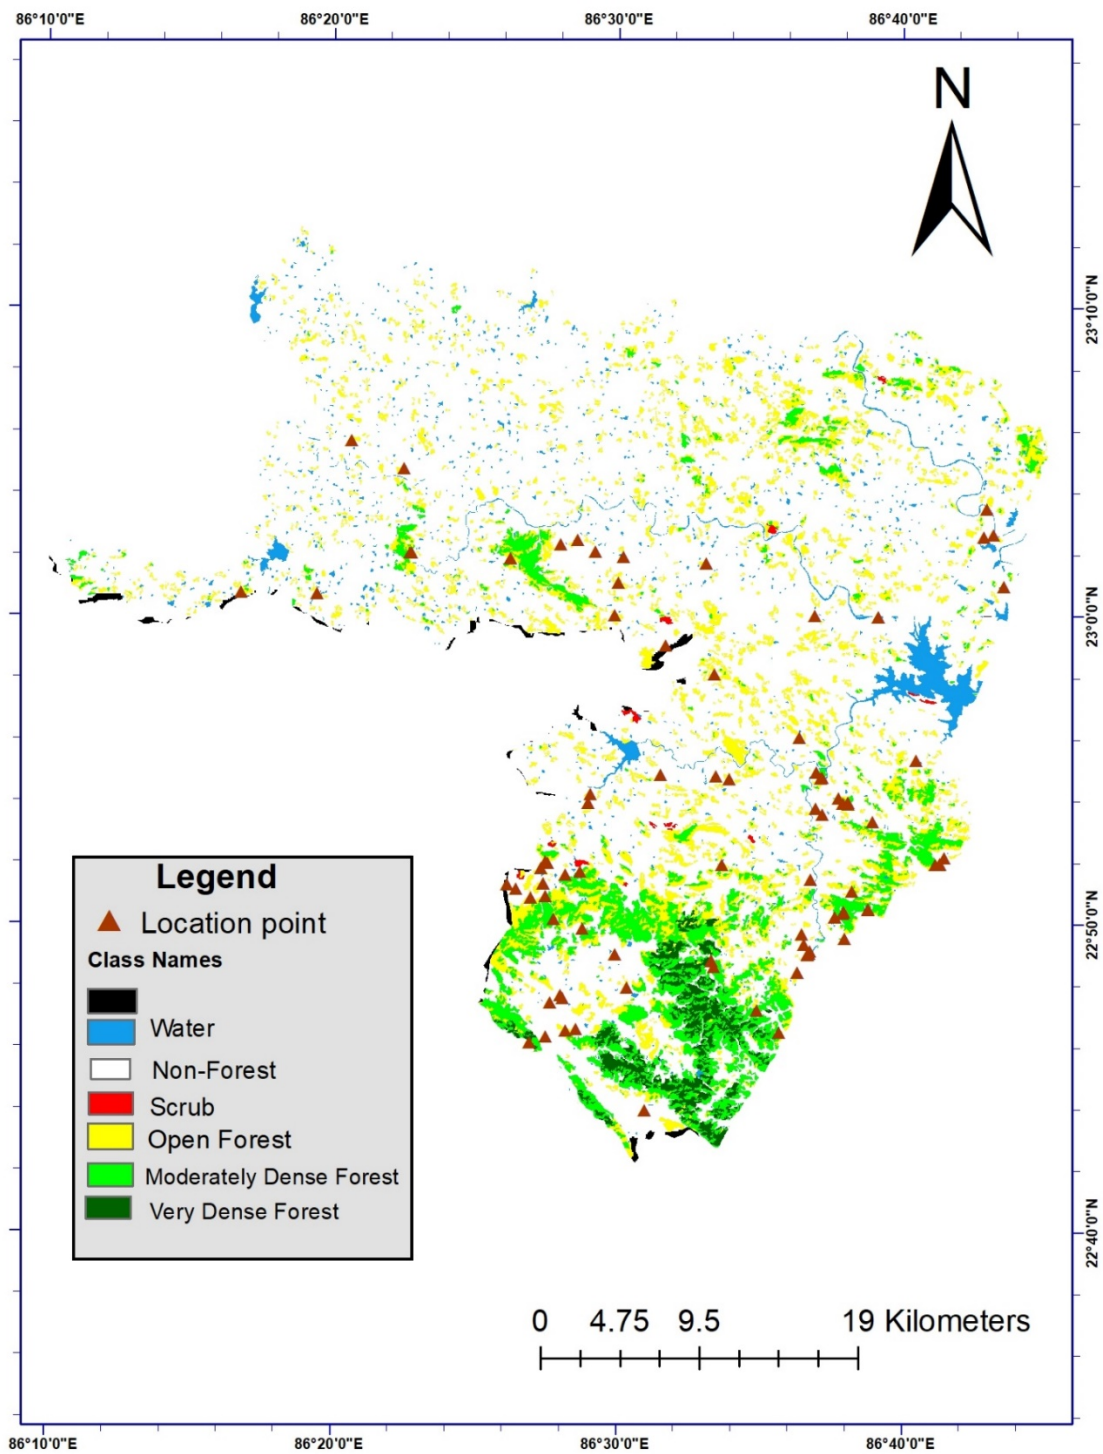 86°10'0"E 86°20'0"E 86°30'0"E 86°40'0"E
N
23°10'0"N
23°0'0"N
22°50'0"N
22°40'0"N
Legend
Location point
Class Names
Water
Non-Forest
Scrub
Open Forest
Moderately Dense Forest
Very Dense Forest
0 4.75 9.5 19 Kilometers
86°10'0"E 86°20'0"E 86°30'0"E 86°40'0"E